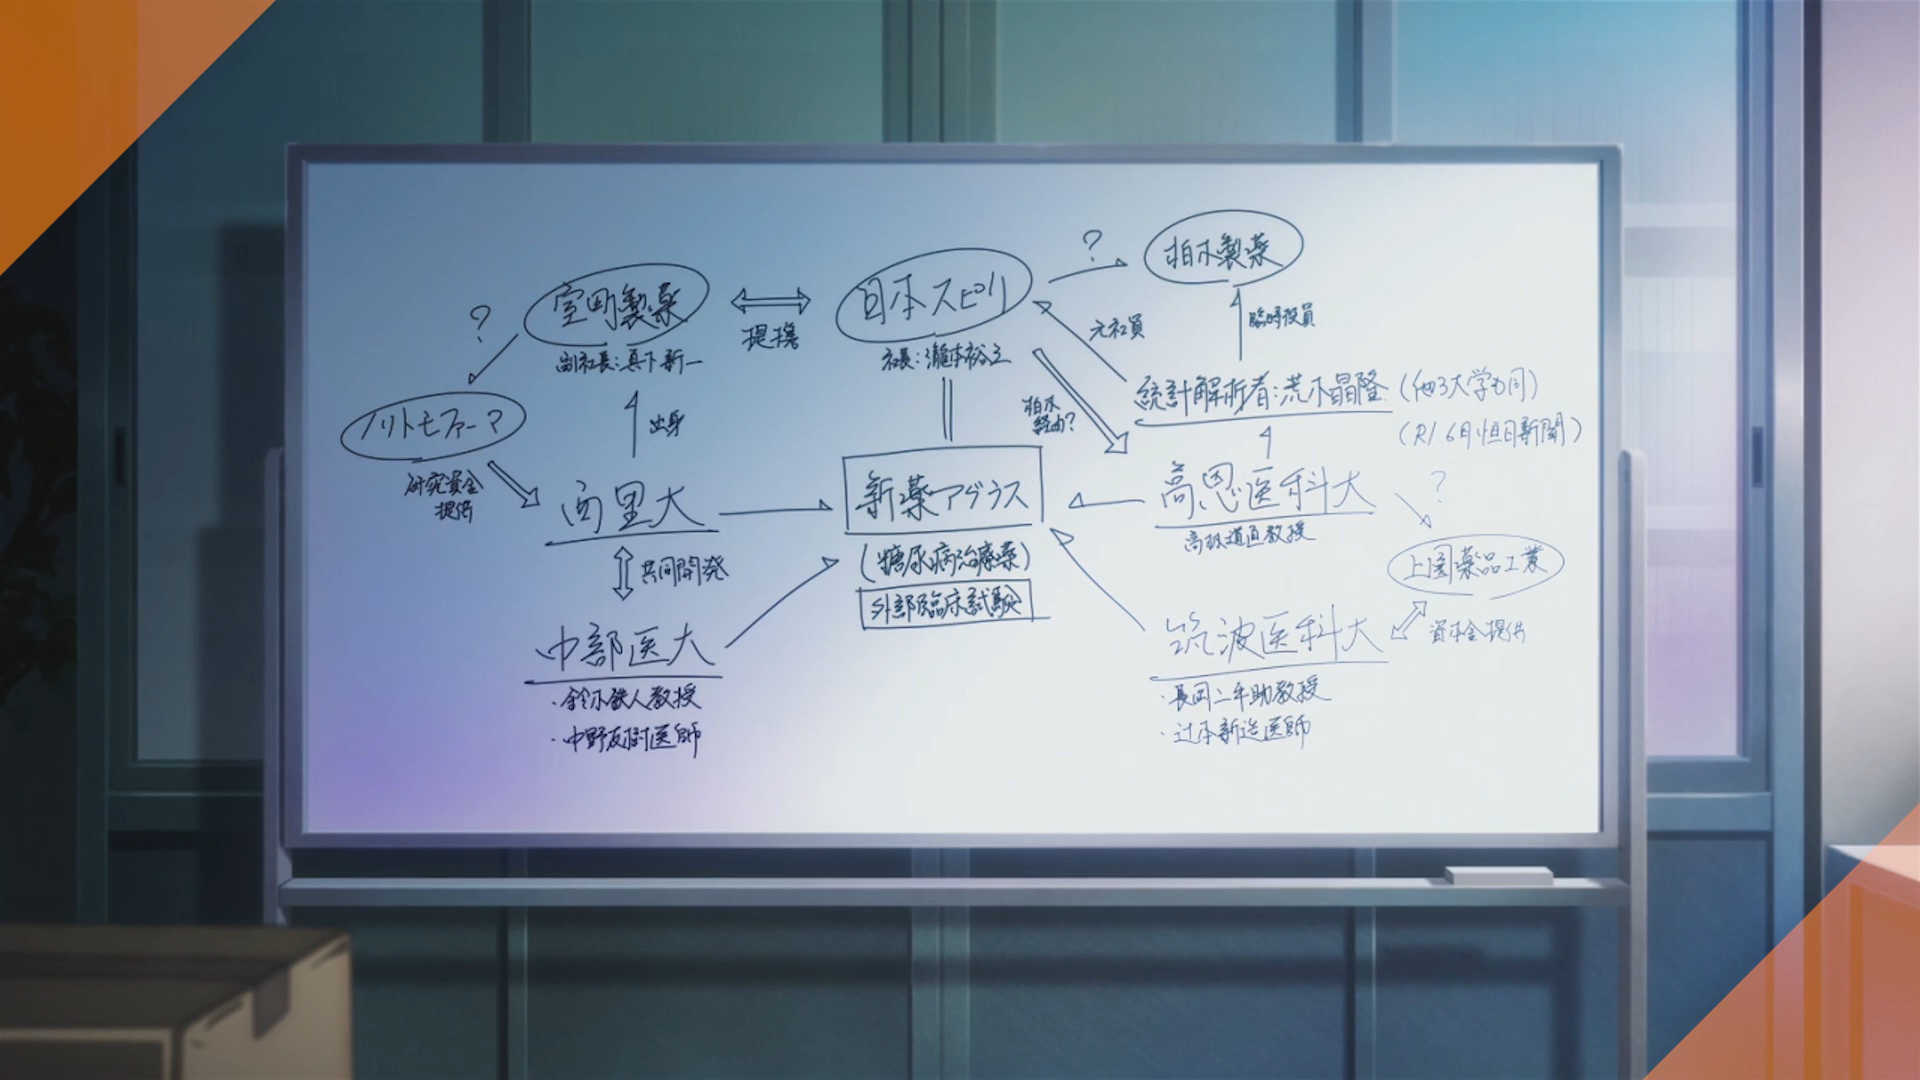 ?
柏木製薬
室町製薬
日本スピリ
提携
元社員
臨時役員
副社長:真下新一
社長:瀧本裕之
?
ノリトモファーマ
出身
柏木
経由?
統計解析者:荒木晶隆(他3大学も同)
(R1 6月 恒日新聞)
研究資金
提供
西里大
新薬アグラス
高恩医科大
?
高坂道直教授
共同開発
(糖尿病治療薬)
外部臨床試験
上園薬品工業
中部医大
筑波医科大
資本金提供
・鈴木鉄人教授
・中野友樹医師
・長岡二千助教授
・辻本新造医師